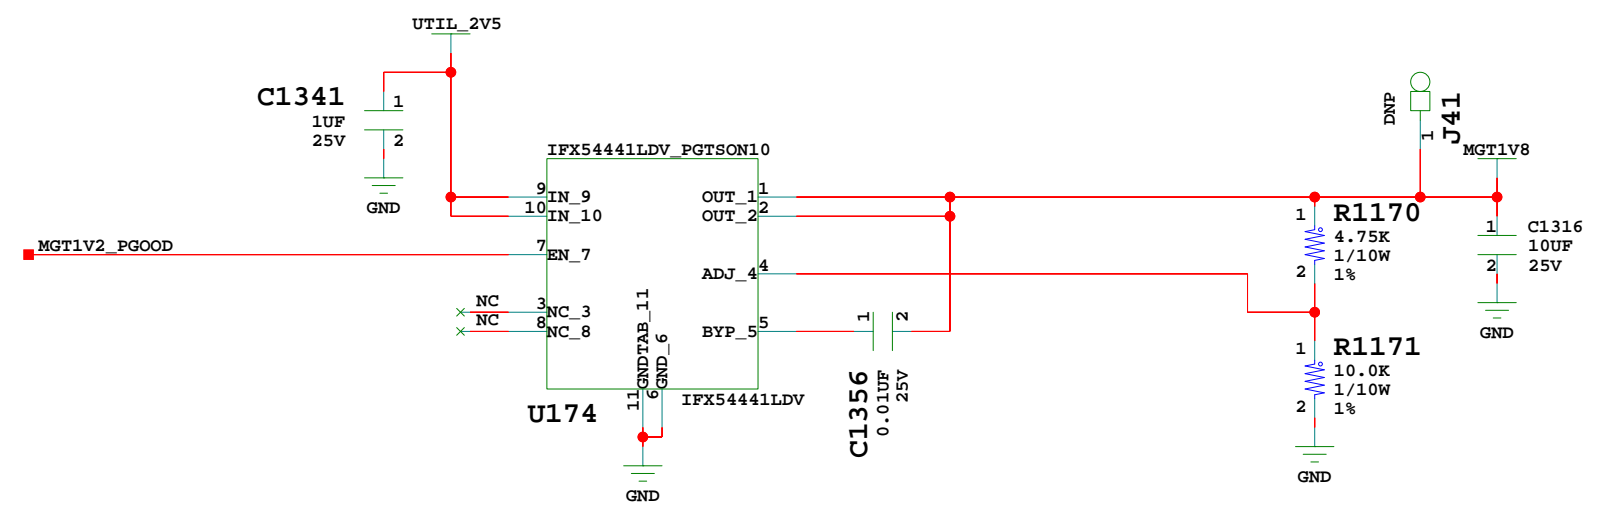 UTIL_2V5
C1341
1
1UF
25V
2
GND
IFX54441LDV_PGTSON10
9
IN_9
10
IN_10
MGT1V2_PGOOD
7
EN_7
NC
3
NC_3
NC
8
NC_8
OUT_1
1
OUT_2
2
ADJ_4
4
BYP_5
5
GNDTAB_11
GND_6
11
6
U174
IFX54441LDV
GND
1
2
C1356
0.01UF
25V
DNP
1
J41
MGT1V8
1
R1170
4.75K
1/10W
2
1%
1
C1316
10UF
2
25V
GND
1
R1171
10.0K
1/10W
2
1%
GND